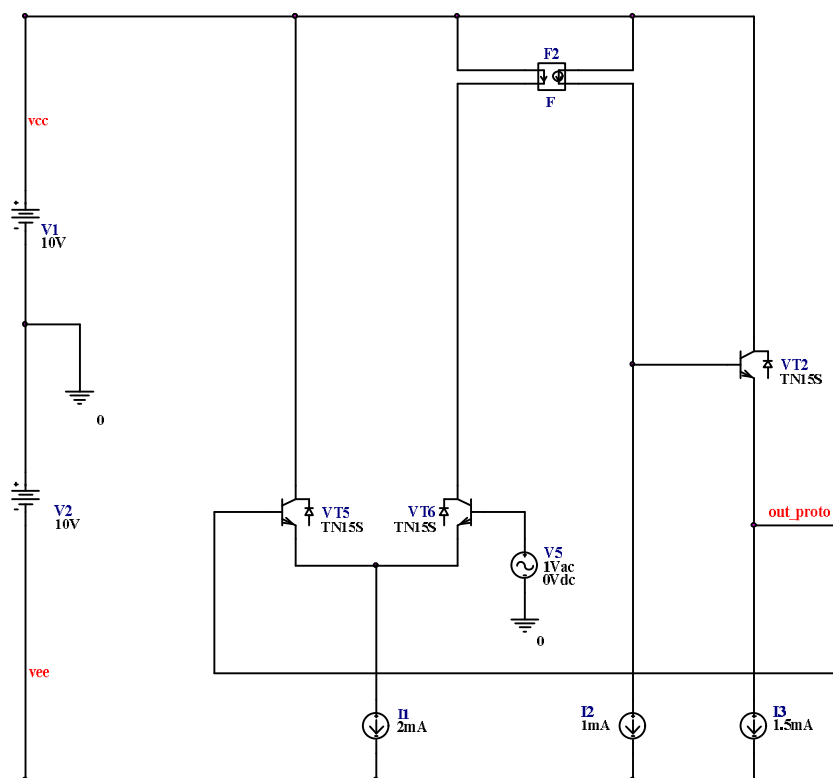 F2
F
vcc
+
V1
-
10V
VT2
TN15S
0
+
V2
-
10V
VT5
TN15S
VT6
TN15S
out_proto
V5
1Vac
0Vdc
0
vee
I1
2mA
I2
1mA
I3
1.5mA